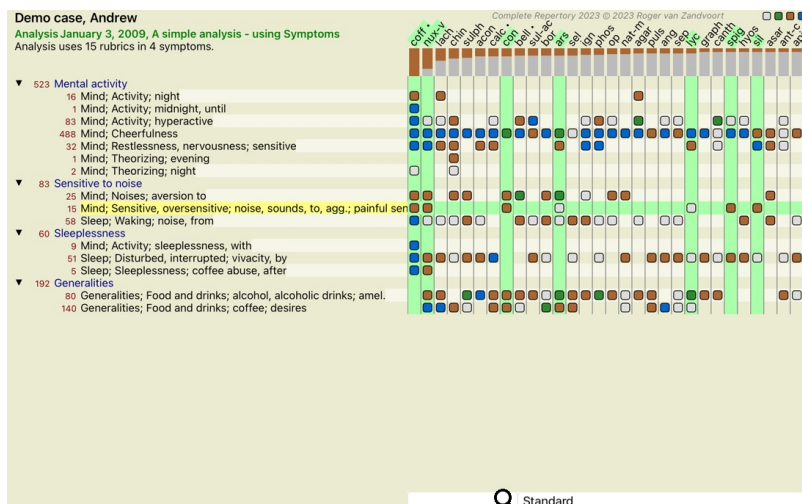 Demo case, Andrew
Complete Repertory 2023 © 2023 Roger van Zandvoort
Analysis January 3, 2009, A simple analysis - using Symptoms
Analysis uses 15 rubrics in 4 symptoms.
coff • nux-v • lach chin sulph acon calc • con bell • sul-ac bor ars sel ign phos op nat-m agar puls ang sep lyc graph canth spig hyos sil asar ant-c
▼ 523 Mental activity
16 Mind; Activity; night
1 Mind; Activity; midnight, until
83 Mind; Activity; hyperactive
488 Mind; Cheerfulness
32 Mind; Restlessness, nervousness; sensitive
1 Mind; Theorizing; evening
2 Mind; Theorizing; night
▼ 83 Sensitive to noise
25 Mind; Noises; aversion to
15 Mind; Sensitive, oversensitive; noise, sounds, to, agg.; painful sen
58 Sleep; Waking; noise, from
▼ 60 Sleeplessness
9 Mind; Activity; sleeplessness, with
51 Sleep; Disturbed, interrupted; vivacity, by
5 Sleep; Sleeplessness; coffee abuse, after
▼ 192 Generalities
80 Generalities; Food and drinks; alcohol, alcoholic drinks; amel.
140 Generalities; Food and drinks; coffee; desires
Standard